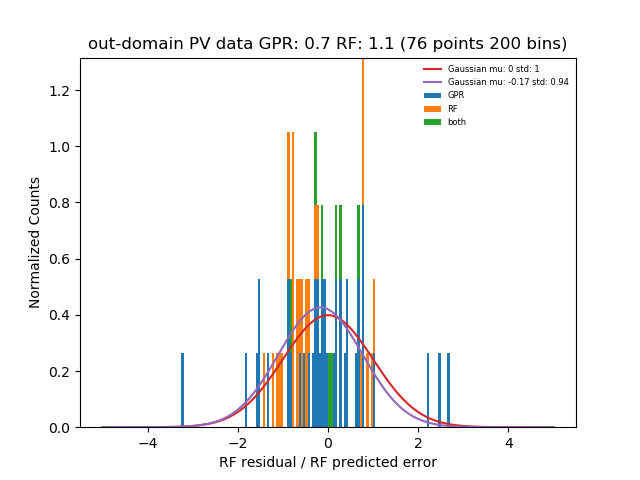 out-domain PV data GPR: 0.7 RF: 1.1 (76 points 200 bins)
Gaussian mu: 0 std: 1
Gaussian mu: -0.17 std: 0.94
GPR
RF
both
Normalized Counts
1.2
1.0
0.8
0.6
0.4
0.2
0.0
−4
−2
0
2
4
RF residual / RF predicted error